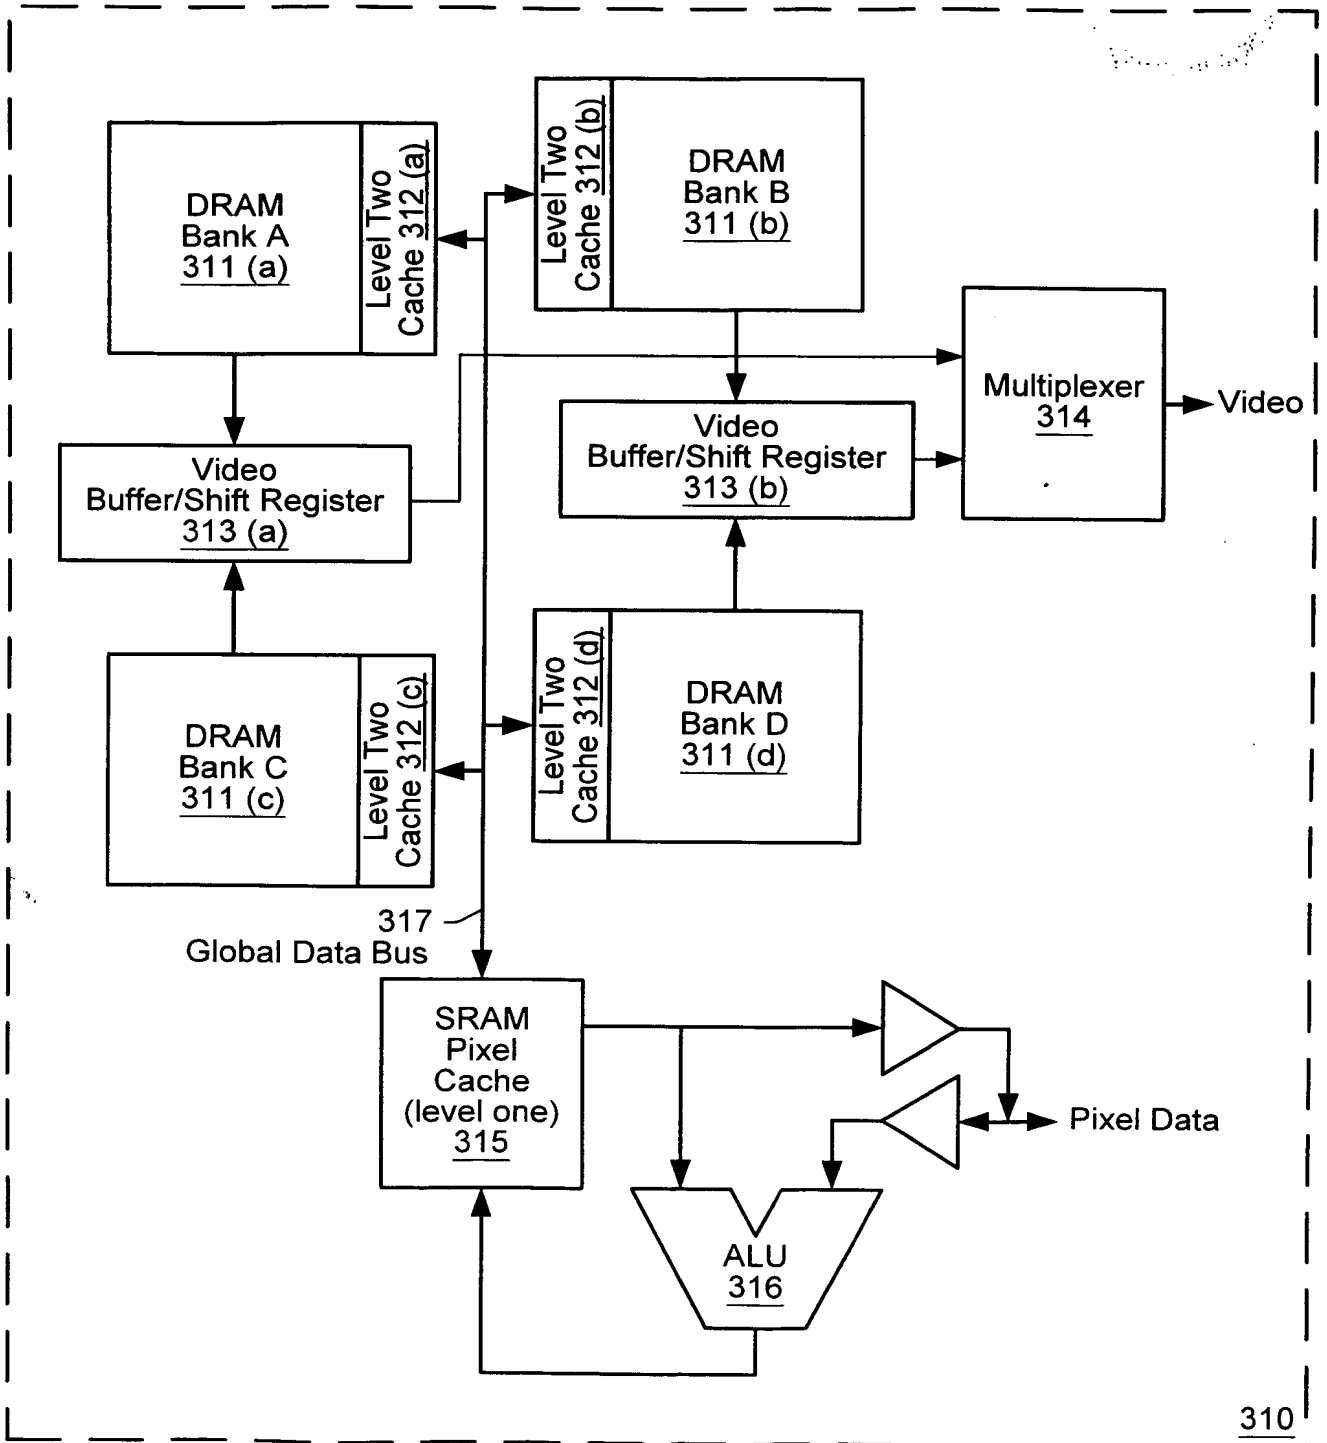 DRAM
Bank A
311 (a)
Level Two
Cache 312 (a)
Level Two
Cache 312 (b)
DRAM
Bank B
311 (b)
Multiplexer
314
Video
Video
Buffer/Shift Register
313 (a)
Video
Buffer/Shift Register
313 (b)
DRAM
Bank C
311 (c)
Level Two
Cache 312 (c)
Level Two
Cache 312 (d)
DRAM
Bank D
311 (d)
317
Global Data Bus
SRAM
Pixel
Cache
(level one)
315
Pixel Data
ALU
316
310